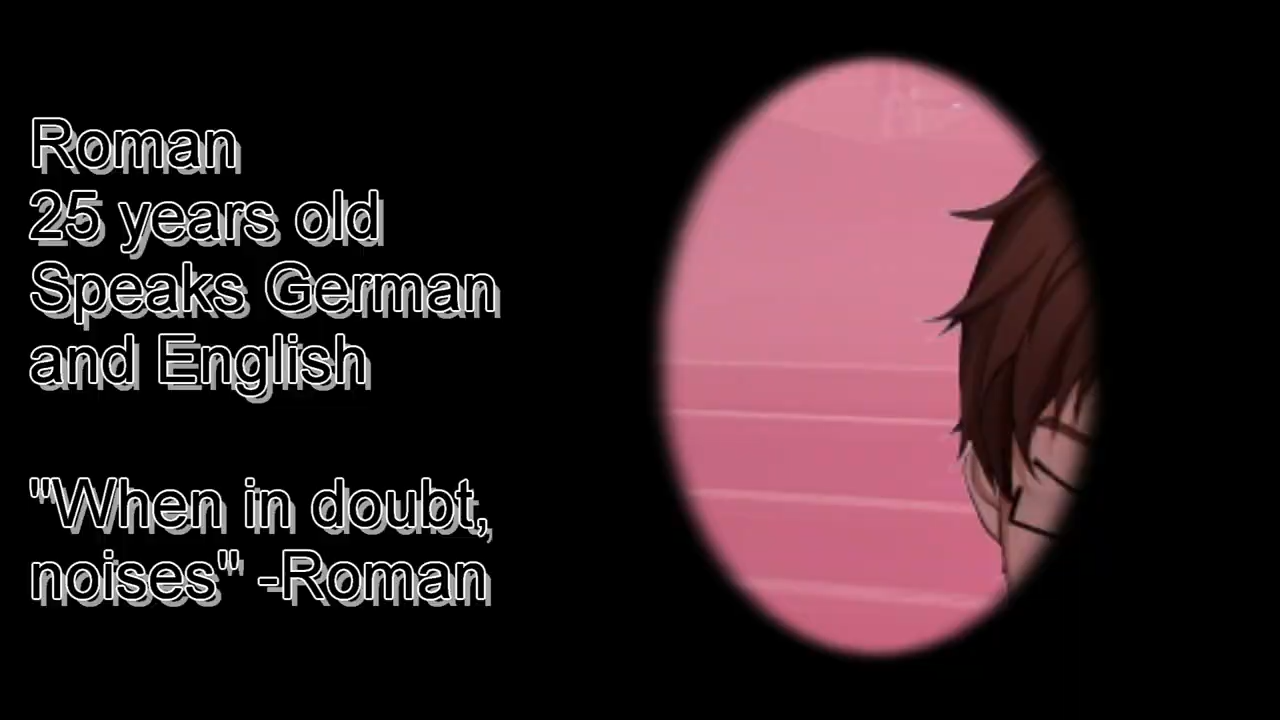 Roman
25 years old
Speaks German
and English
"When in doubt,
noises" -Roman